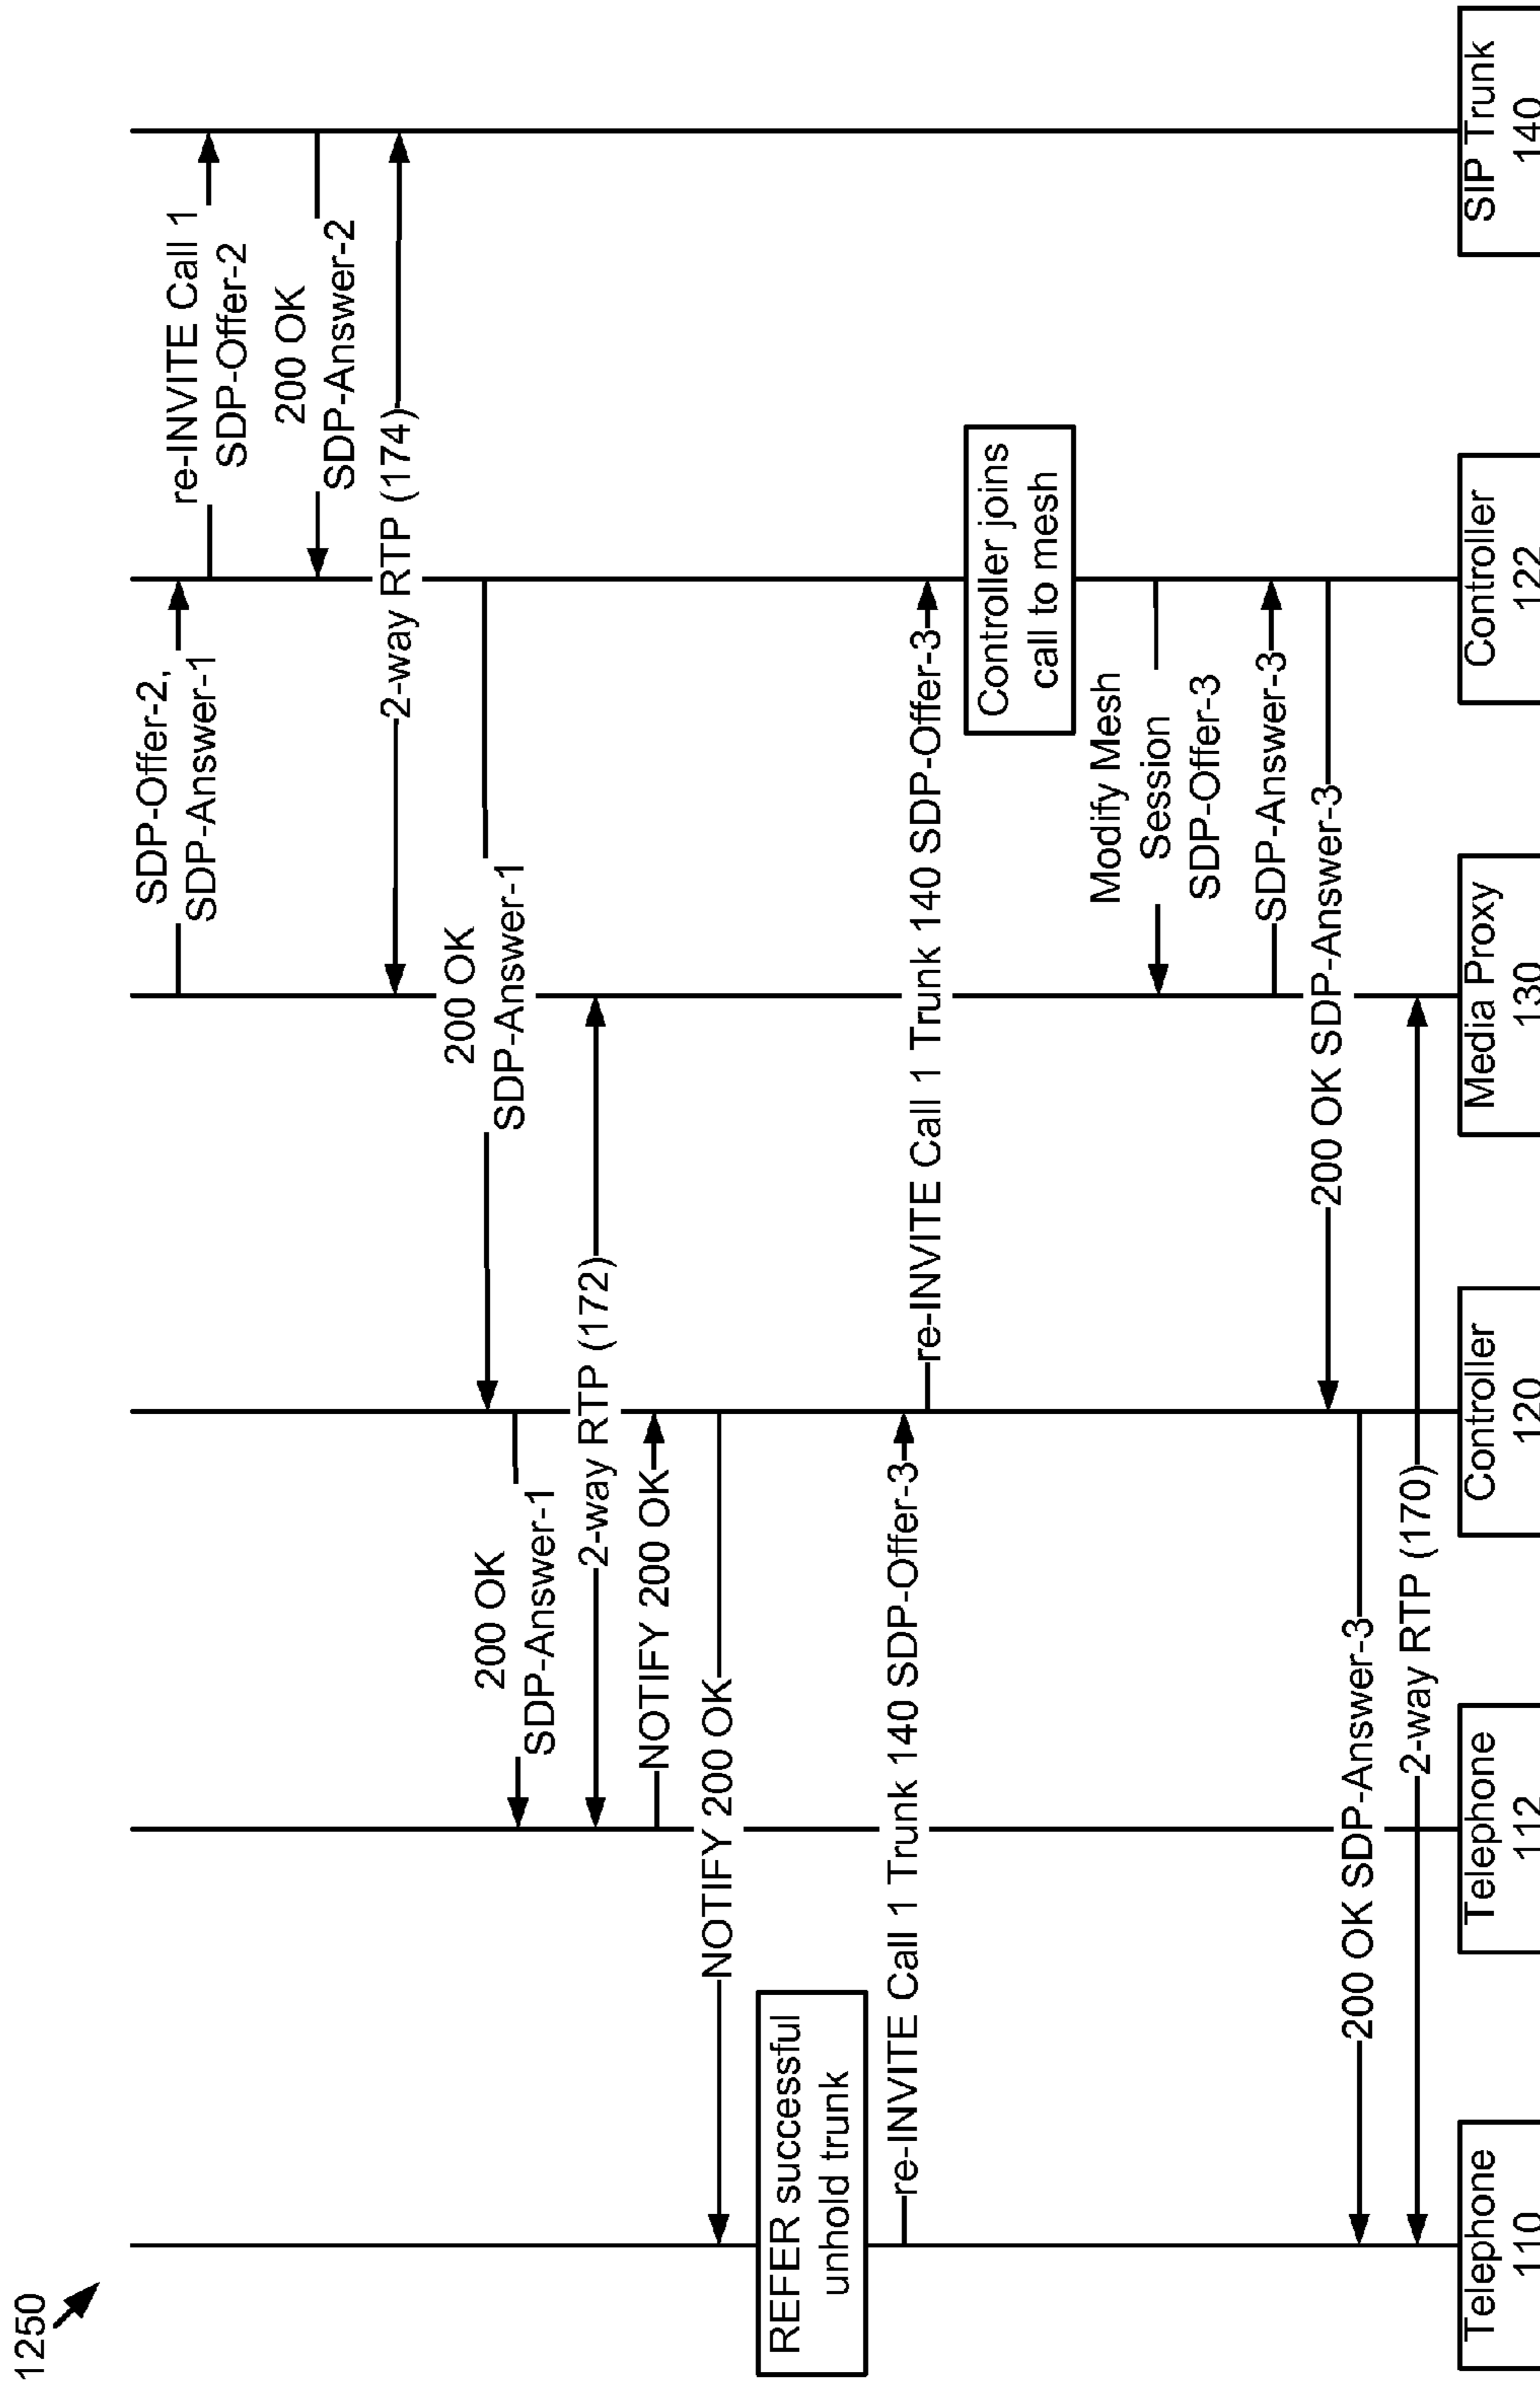 1250
SDP-Offer-2,
SDP-Answer-1
re-INVITE Call 1
SDP-Offer-2
200 OK
SDP-Answer-2
2-way RTP (174)
200 OK
SDP-Answer-1
200 OK
SDP-Answer-1
2-way RTP (172)
NOTIFY 200 OK
NOTIFY 200 OK
REFER successful
unhold trunk
re-INVITE Call 1 Trunk 140 SDP-Offer-3
re-INVITE Call 1 Trunk 140 SDP-Offer-3
Controller joins
call to mesh
Modify Mesh
Session
SDP-Offer-3
SDP-Answer-3
200 OK SDP-Answer-3
200 OK SDP-Answer-3
2-way RTP (170)
Telephone
110
Telephone
112
Controller
120
Media Proxy
130
Controller
122
SIP Trunk
140